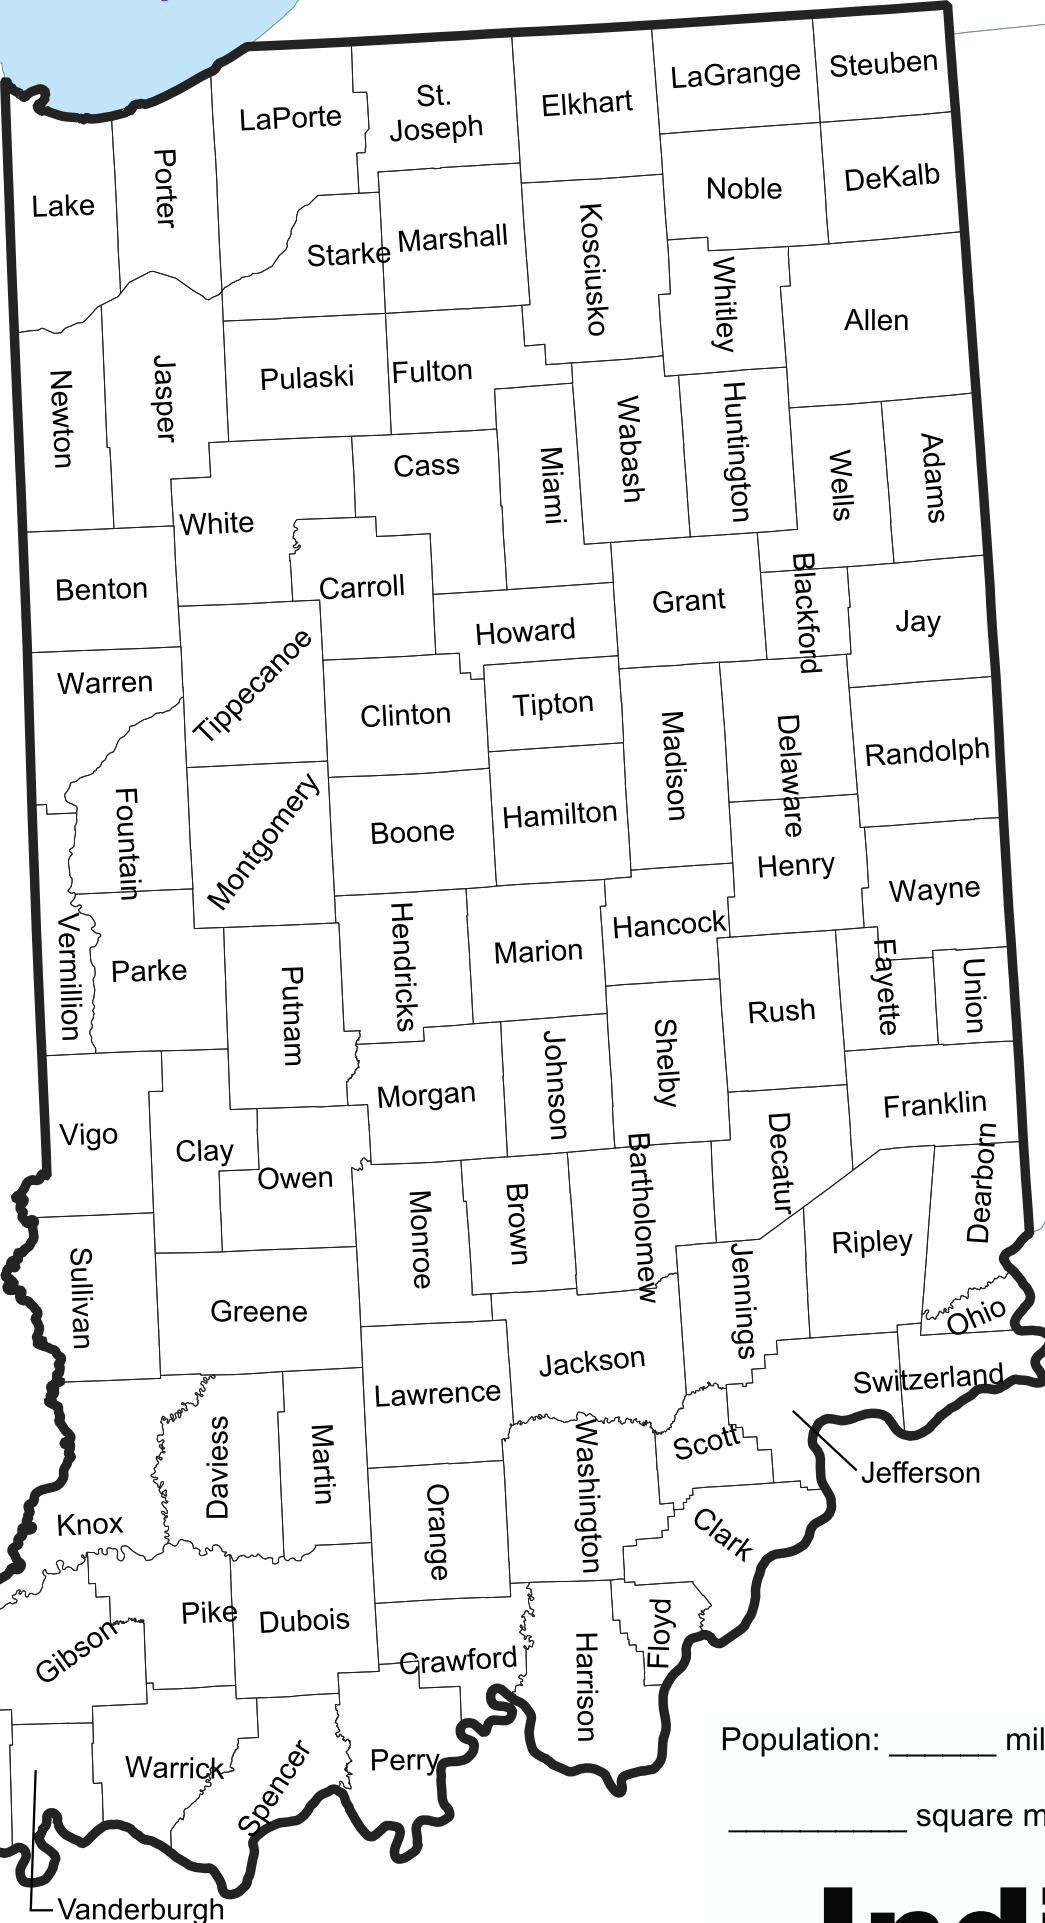 Steuben
LaGrange
Elkhart
St.
Joseph
LaPorte
Porter
Lake
DeKalb
Noble
Kosciusko
Marshall
Starke
Whitley
Allen
Newton
Jasper
Pulaski
Fulton
Cass
Miami
Wabash
Huntington
Wells
Adams
White
Benton
Carroll
Howard
Grant
Blackford
Jay
Warren
Tippecanoe
Clinton
Tipton
Madison
Delaware
Randolph
Fountain
Montgomery
Boone
Hamilton
Henry
Wayne
Vermillion
Parke
Putnam
Hendricks
Marion
Hancock
Rush
Fayette
Union
Vigo
Clay
Owen
Morgan
Johnson
Shelby
Decatur
Franklin
Sullivan
Greene
Monroe
Brown
Bartholomew
Jennings
Ripley
Dearborn
Ohio
Switzerland
Jackson
Lawrence
Daviess
Martin
Knox
Orange
Washington
Scott
Jefferson
Clark
Gibson
Pike
Dubois
Crawford
Harrison
Floyd
Warrick
Spencer
Perry
Vanderburgh
Population: ______ mil
__________ square m
Indi